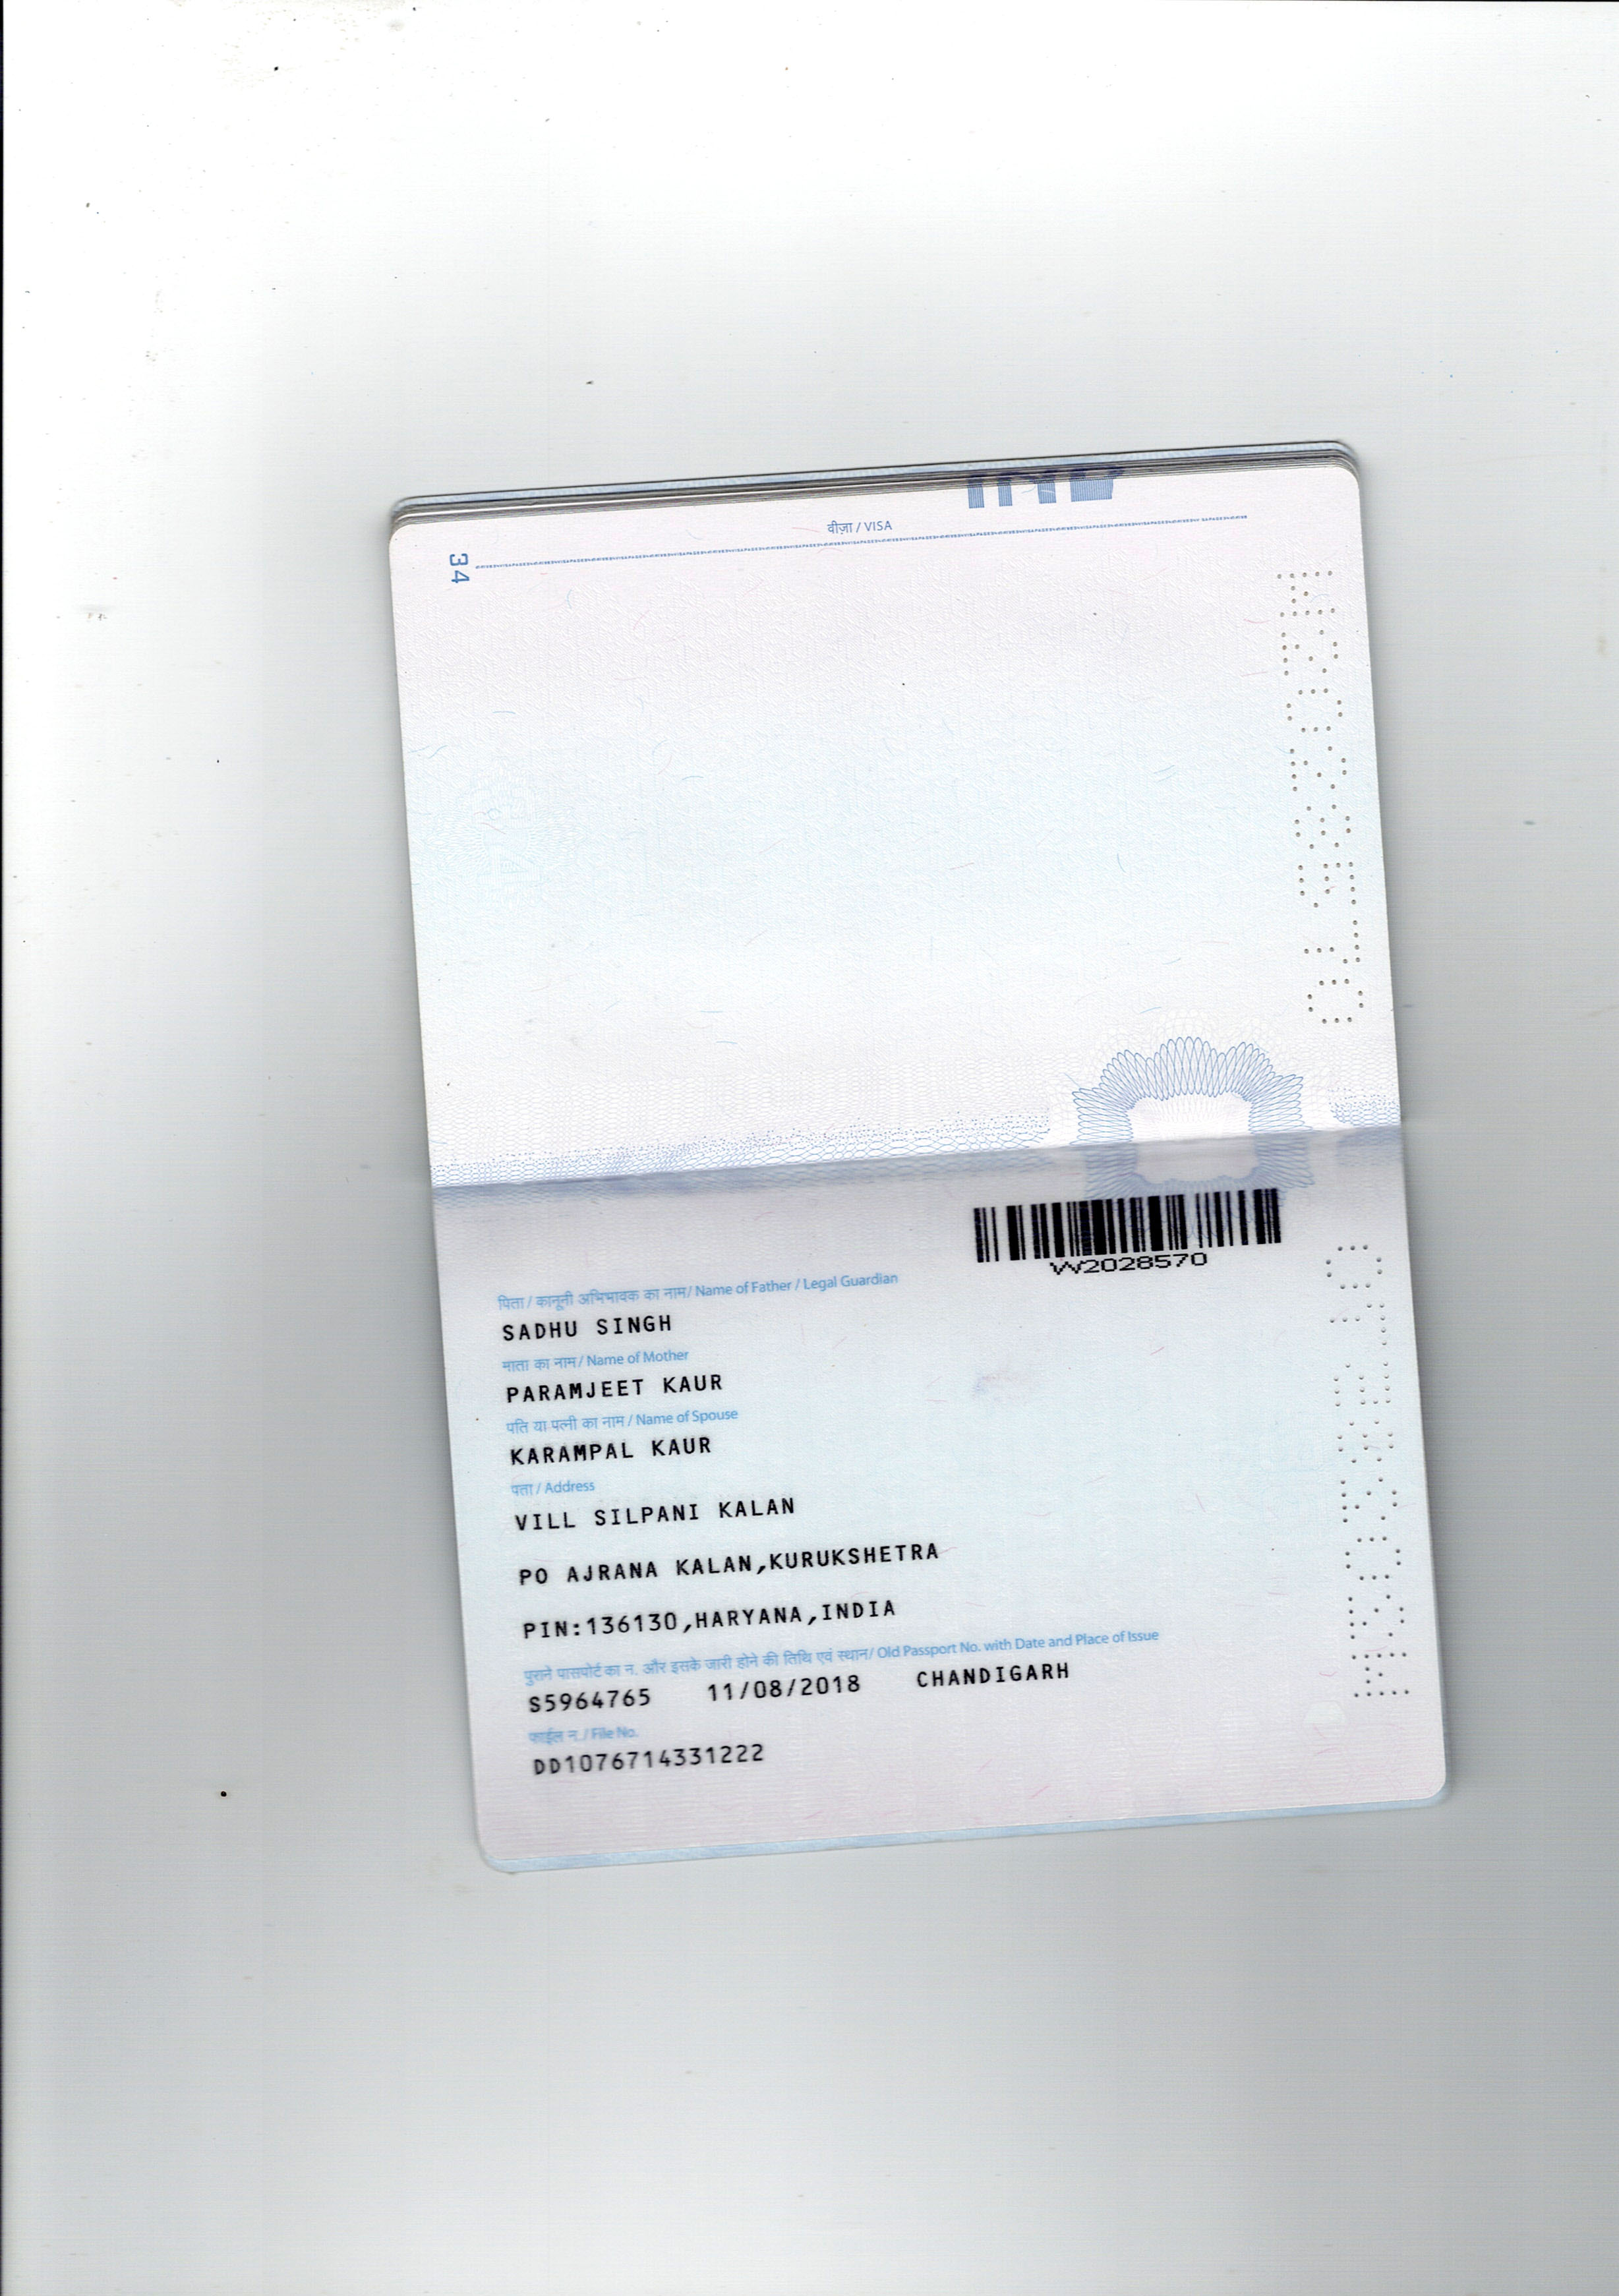 34
वीज़ा / VISA
W2028570
पिता / कानूनी अभिभावक का नाम/ Name of Father / Legal Guardian
SADHU SINGH
माता का नाम / Name of Mother
PARAMJEET KAUR
पति या पत्नी का नाम / Name of Spouse
KARAMPAL KAUR
पता / Address
VILL SILPANI KALAN
PO AJRANA KALAN,KURUKSHETRA
PIN:136130,HARYANA,INDIA
पुराने पासपोर्ट का न. और इसके जारी होने की तिथि एवं स्थान/ Old Passport No. with Date and Place of Issue
S5964765 11/08/2018 CHANDIGARH
फाईल न. / File No.
DD1076714331222